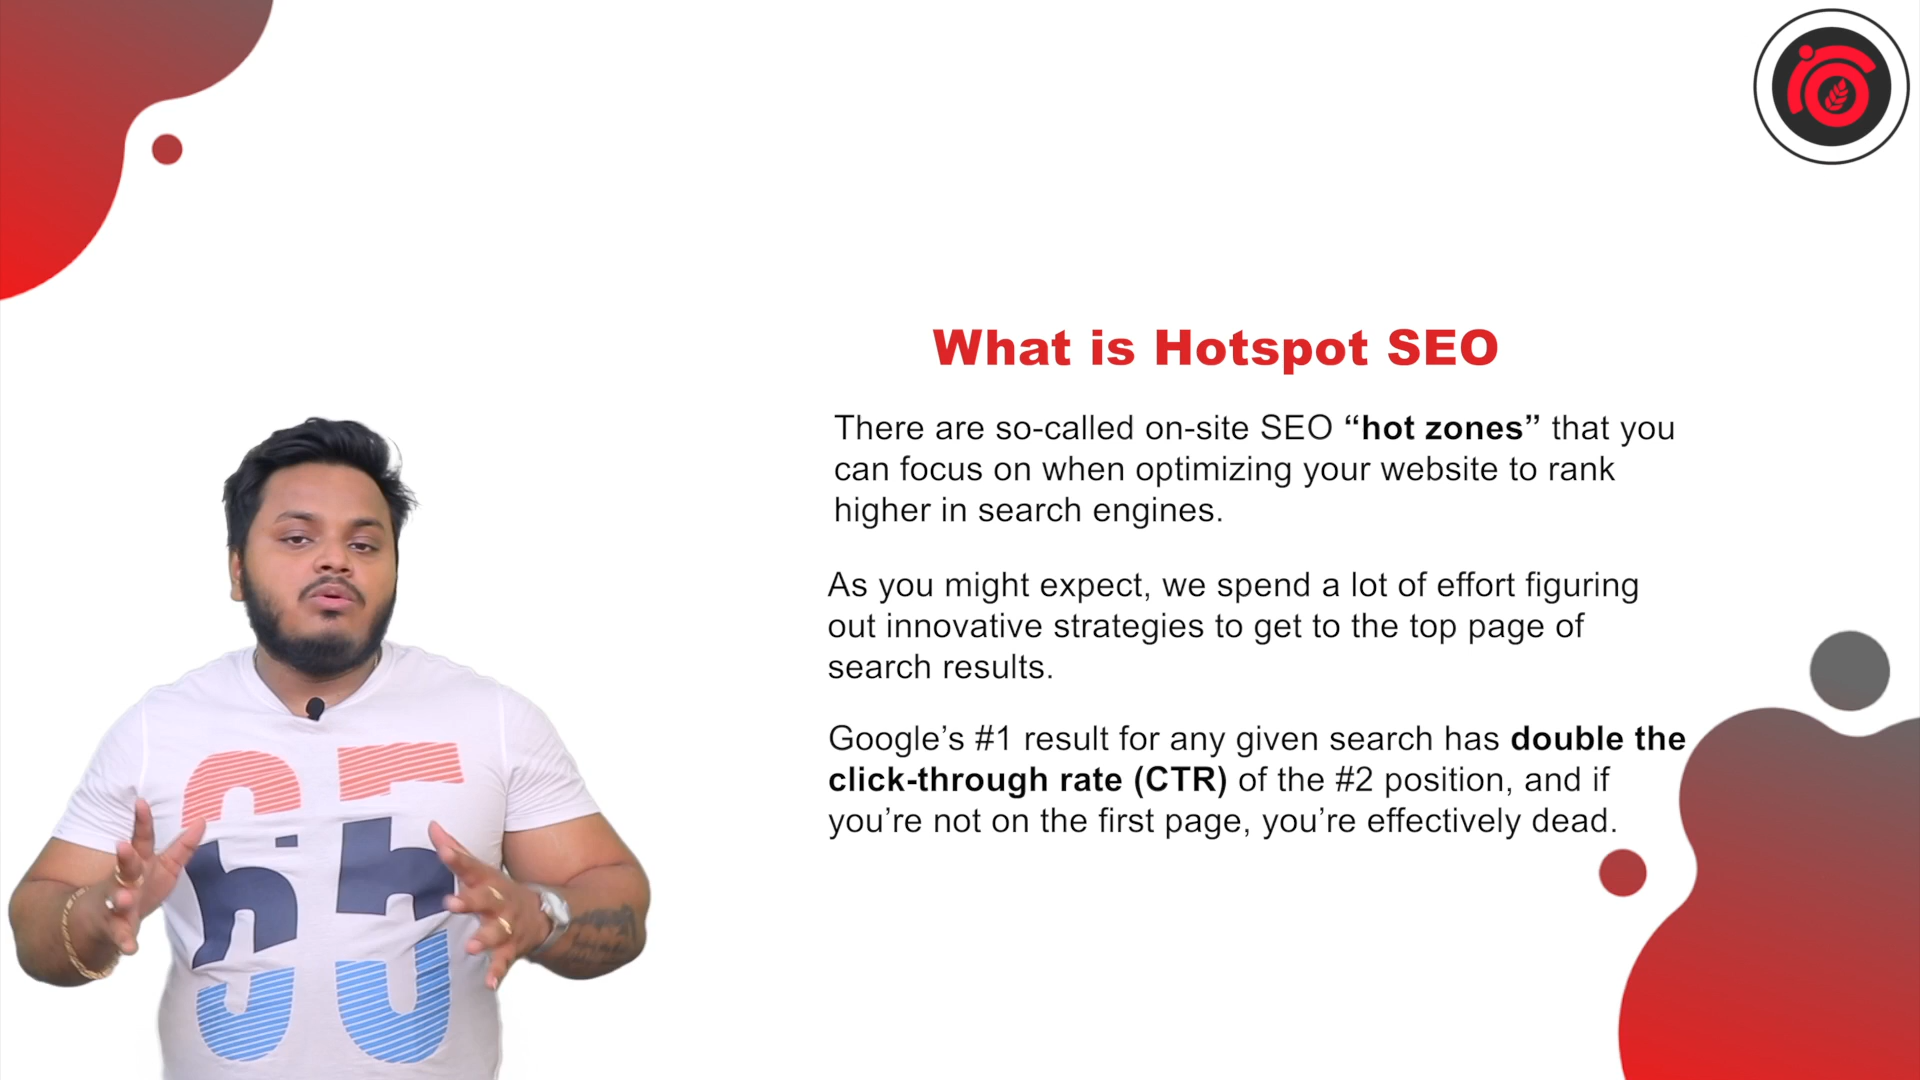 What is Hotspot SEO
There are so-called on-site SEO “hot zones” that you
can focus on when optimizing your website to rank
higher in search engines.
As you might expect, we spend a lot of effort figuring
out innovative strategies to get to the top page of
search results.
Google’s #1 result for any given search has double the
click-through rate (CTR) of the #2 position, and if
you’re not on the first page, you’re effectively dead.
65